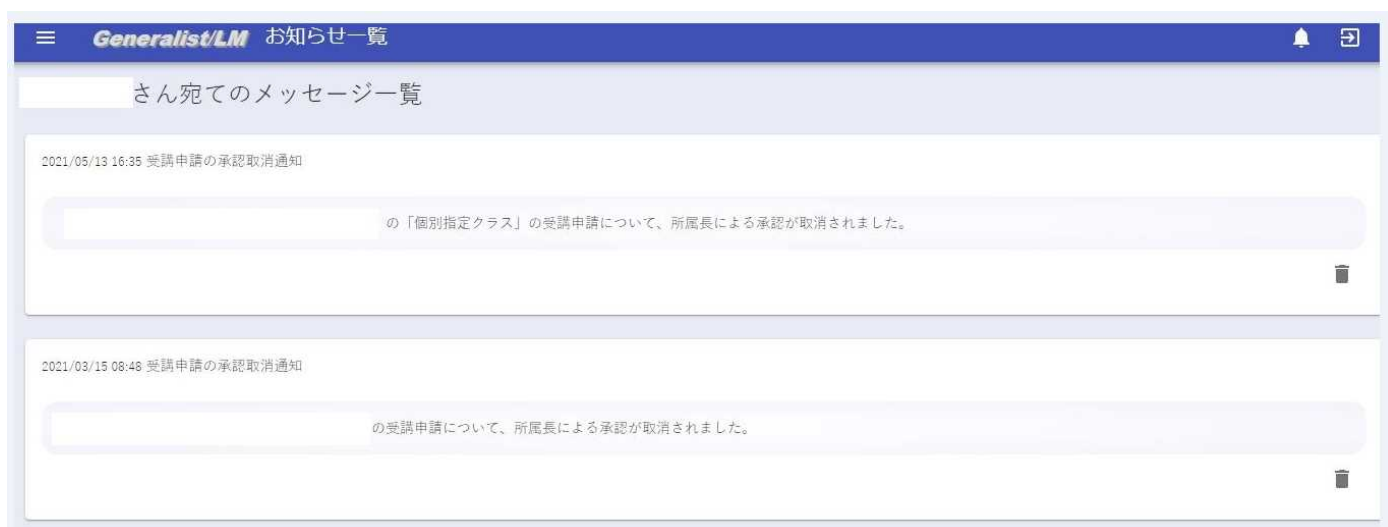 Generalist/LM お知らせ一覧
さん宛てのメッセージ一覧
2021/05/13 16:35 受講申請の承認取消通知
の「個別指定クラス」の受講申請について、所属長による承認が取消されました。
2021/03/15 08:48 受講申請の承認取消通知
の受講申請について、所属長による承認が取消されました。